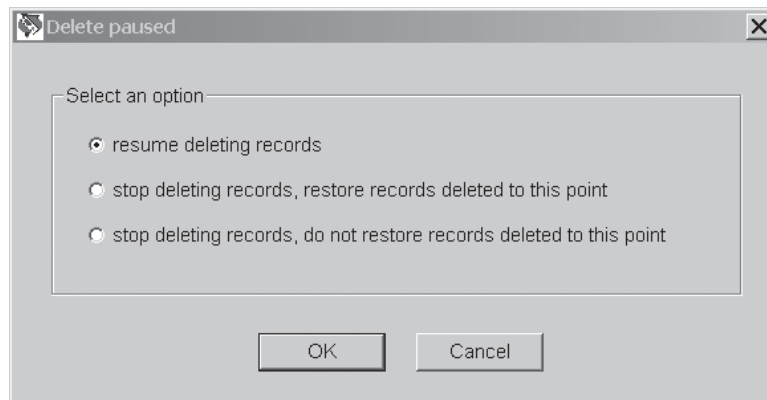 Delete paused
Select an option
resume deleting records
stop deleting records, restore records deleted to this point
stop deleting records, do not restore records deleted to this point
OK
Cancel